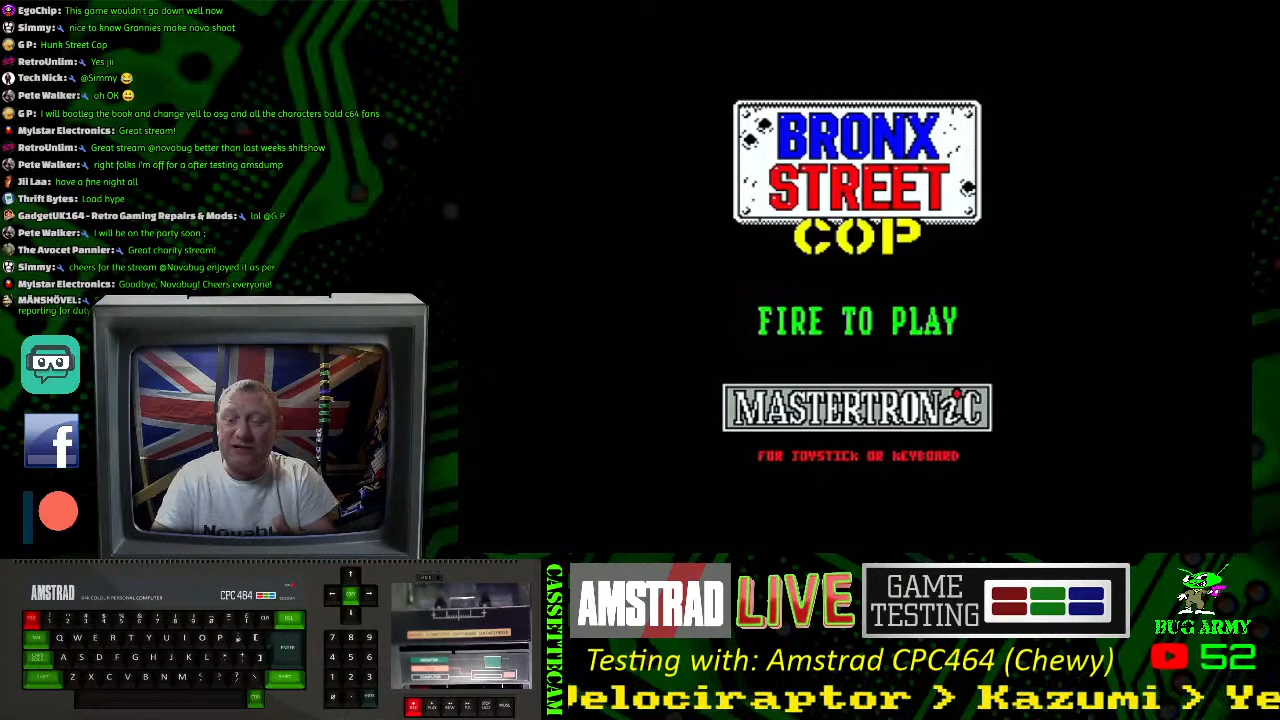 EgoChip: This game wouldn't go down well now
Simmy: nice to know Grannies make nova shoot
G P: Hunk Street Cop
RetroUnlim: Yes jii
Tech Nick: @Simmy 😂
Pete Walker: oh OK 😀
G P: I will bootleg the book and change yell to asg and all the characters bald c64 fans
Mylstar Electronics: Great stream!
RetroUnlim: Great stream @novabug better than last weeks shitshow
Pete Walker: right folks i'm off for a after testing amsdump
Jii Laa: have a fine night all
Thrift Bytes: Load hype
GadgetUK164 - Retro Gaming Repairs & Mods: lol @G P
Pete Walker: I will be on the party soon ;
The Avocet Pannier: Great charity stream!
Simmy: cheers for the stream @Novabug enjoyed it as per
Mylstar Electronics: Goodbye, Novabug! Cheers everyone!
MÅNSHÖVEL:
reporting for duty
BRONX
STREET
COP
FIRE TO PLAY
MASTERTRONiC
FOR JOYSTICK OR KEYBOARD
AMSTRAD
64K COLOUR PERSONAL COMPUTER
CPC 464
CASSEYTECAM
AMSTRAD
LIVE
GAME
TESTING
BUG ARMY
52
Testing with: Amstrad CPC464 (Chewy)
elociraptor > Kazumi > Ye